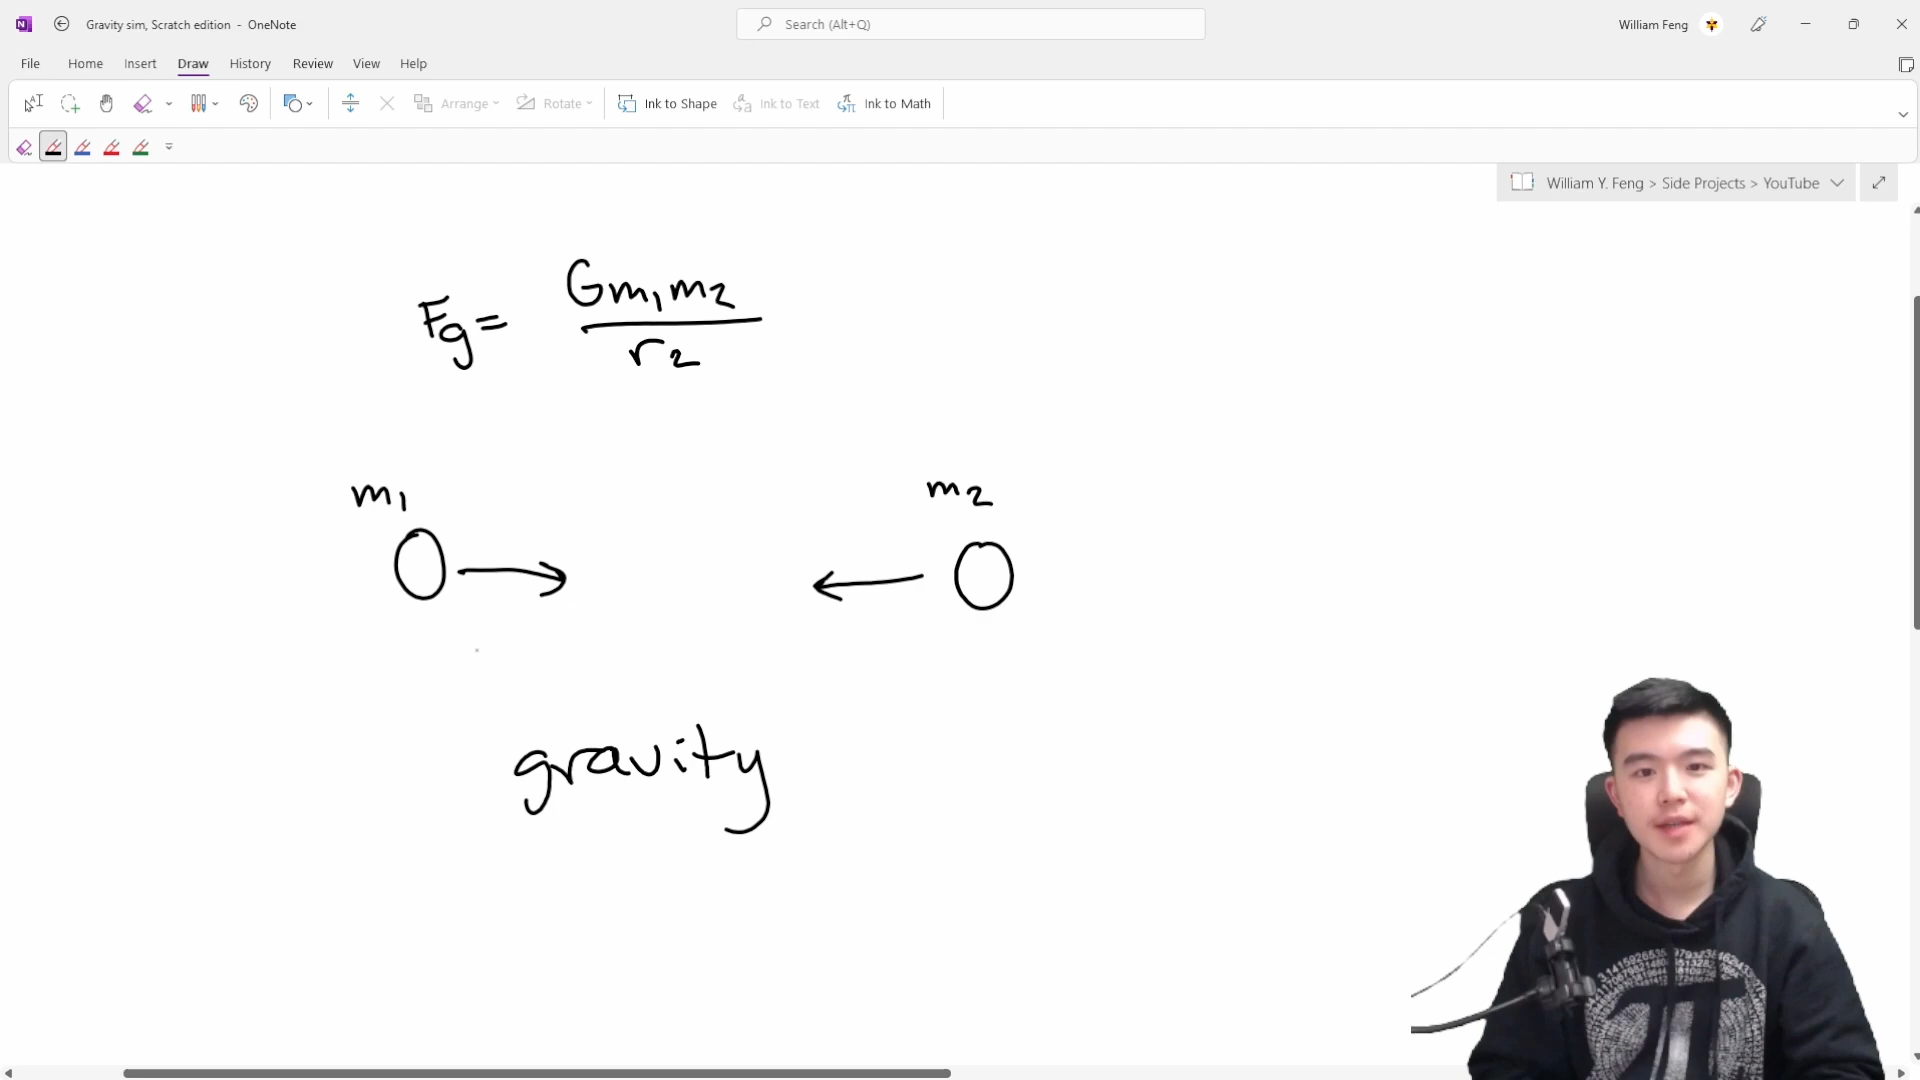 Gravity sim, Scratch edition - OneNote
Search (Alt+Q)
William Feng
File Home Insert Draw History Review View Help
Arrange Rotate Ink to Shape Ink to Text Ink to Math
William Y. Feng > Side Projects > YouTube
Fg = Gm1m2
r2
m1 m2
gravity